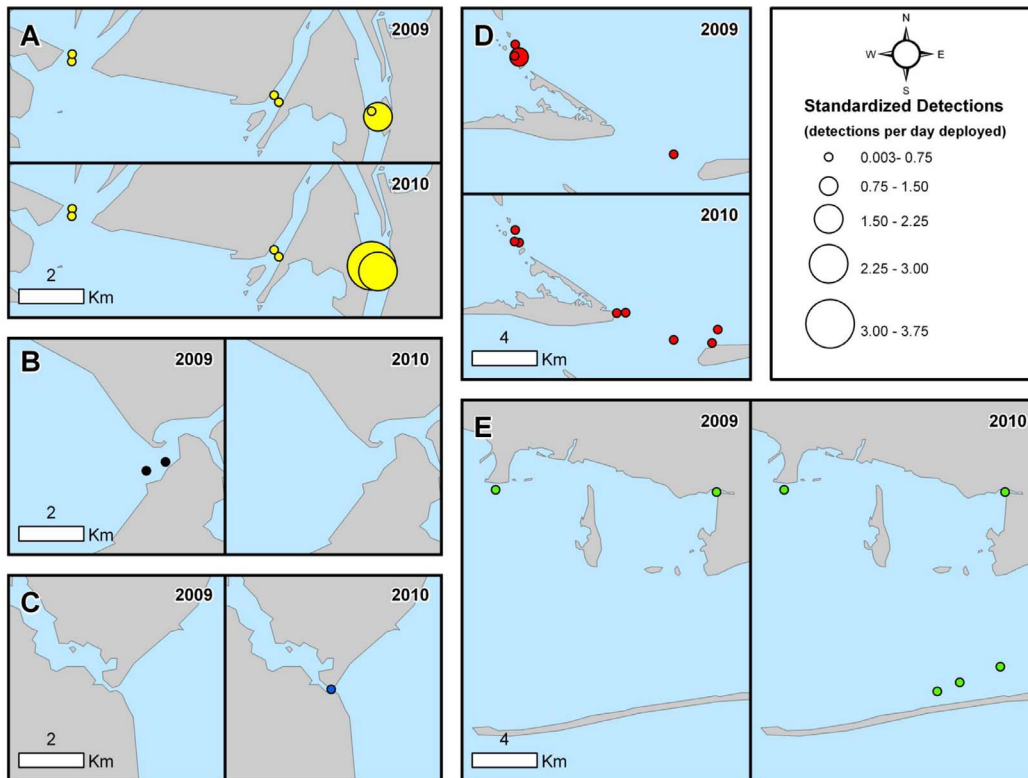 A
2009
2010
2
Km
B
2009
2010
2
Km
C
2009
2010
2
Km
D
2009
2010
4
Km
N
W
E
S
Standardized Detections
(detections per day deployed)
0.003- 0.75
0.75 - 1.50
1.50 - 2.25
2.25 - 3.00
3.00 - 3.75
E
2009
2010
4
Km